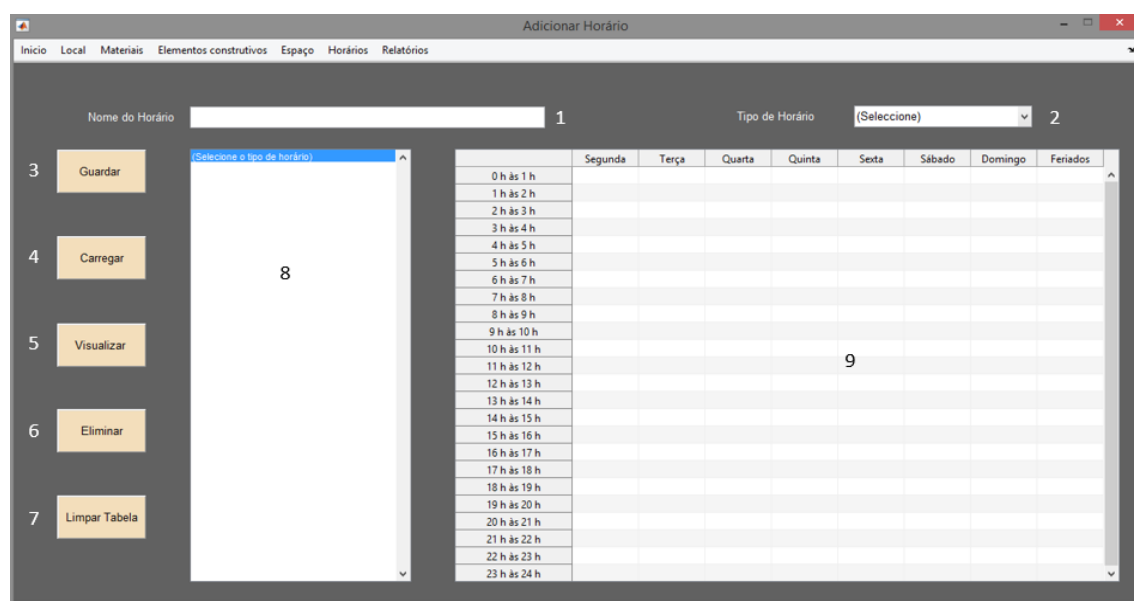 Adicionar Horário
Inicio Local Materiais Elementos construtivos Espaço Horários Relatórios
Nome do Horário 1 Tipo de Horário (Seleccione) 2
3 Guardar
4 Carregar
5 Visualizar
6 Eliminar
7 Limpar Tabela
(Selecione o tipo de horário)
8
Segunda Terça Quarta Quinta Sexta Sábado Domingo Feriados
0 h às 1 h
1 h às 2 h
2 h às 3 h
3 h às 4 h
4 h às 5 h
5 h às 6 h
6 h às 7 h
7 h às 8 h
8 h às 9 h
9 h às 10 h
10 h às 11 h
11 h às 12 h
12 h às 13 h
13 h às 14 h
14 h às 15 h
15 h às 16 h
16 h às 17 h
17 h às 18 h
18 h às 19 h
19 h às 20 h
20 h às 21 h
21 h às 22 h
22 h às 23 h
23 h às 24 h
9